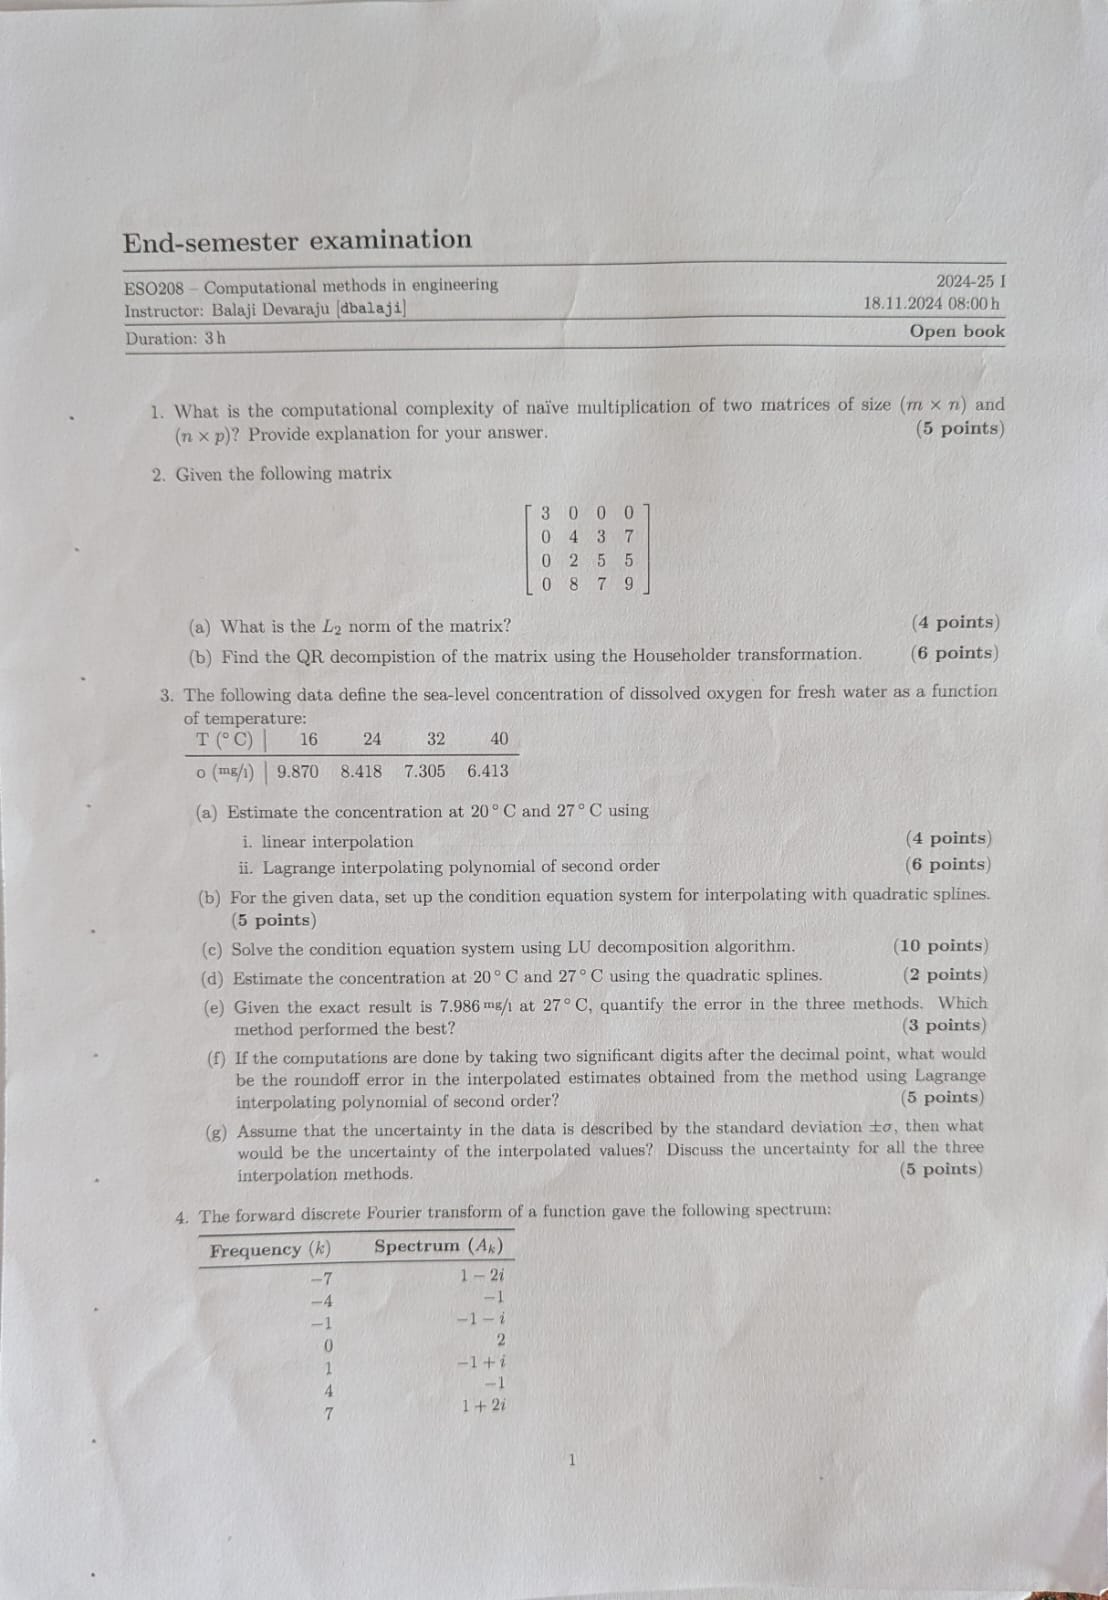 End-semester examination
ESO208 – Computational methods in engineering 2024-25 I
Instructor: Balaji Devaraju [dbalaji] 18.11.2024 08:00 h
Duration: 3 h Open book
1. What is the computational complexity of naïve multiplication of two matrices of size (m × n) and
(n × p)? Provide explanation for your answer. (5 points)
2. Given the following matrix
3 0 0 0
0 4 3 7
0 2 5 5
0 8 7 9
(a) What is the L₂ norm of the matrix? (4 points)
(b) Find the QR decompistion of the matrix using the Householder transformation. (6 points)
3. The following data define the sea-level concentration of dissolved oxygen for fresh water as a function
of temperature:
T (° C) | 16 24 32 40
o (mg/l) | 9.870 8.418 7.305 6.413
(a) Estimate the concentration at 20° C and 27° C using
i. linear interpolation (4 points)
ii. Lagrange interpolating polynomial of second order (6 points)
(b) For the given data, set up the condition equation system for interpolating with quadratic splines.
(5 points)
(c) Solve the condition equation system using LU decomposition algorithm. (10 points)
(d) Estimate the concentration at 20° C and 27° C using the quadratic splines. (2 points)
(e) Given the exact result is 7.986 mg/l at 27° C, quantify the error in the three methods. Which
method performed the best? (3 points)
(f) If the computations are done by taking two significant digits after the decimal point, what would
be the roundoff error in the interpolated estimates obtained from the method using Lagrange
interpolating polynomial of second order? (5 points)
(g) Assume that the uncertainty in the data is described by the standard deviation ±σ, then what
would be the uncertainty of the interpolated values? Discuss the uncertainty for all the three
interpolation methods. (5 points)
4. The forward discrete Fourier transform of a function gave the following spectrum:
Frequency (k) Spectrum (Aₖ)
−7 1 − 2i
−4 −1
−1 −1 − i
0 2
1 −1 + i
4 −1
7 1 + 2i
1